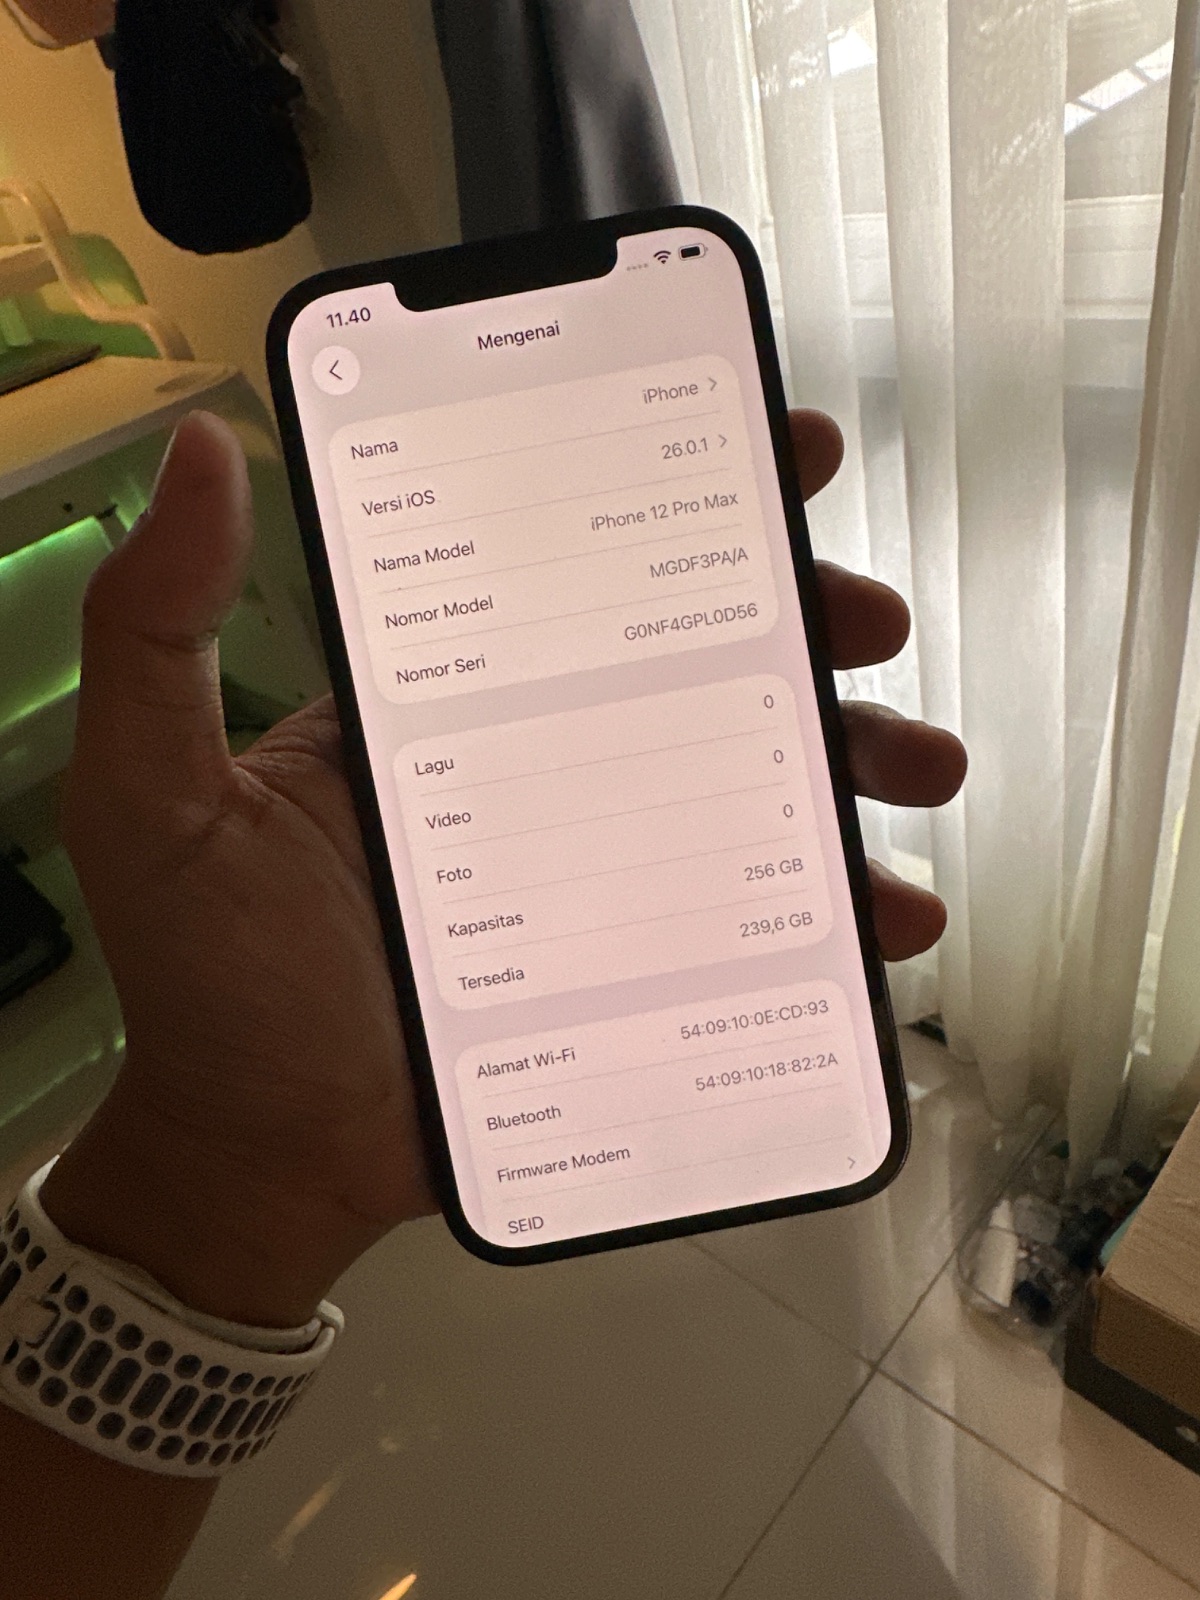 11.40
Mengenai
Nama iPhone
Versi iOS 26.0.1
Nama Model iPhone 12 Pro Max
Nomor Model MGDF3PA/A
Nomor Seri G0NF4GPL0D56
Lagu 0
Video 0
Foto 0
Kapasitas 256 GB
Tersedia 239,6 GB
Alamat Wi-Fi 54:09:10:0E:CD:93
Bluetooth 54:09:10:18:82:2A
Firmware Modem
SEID